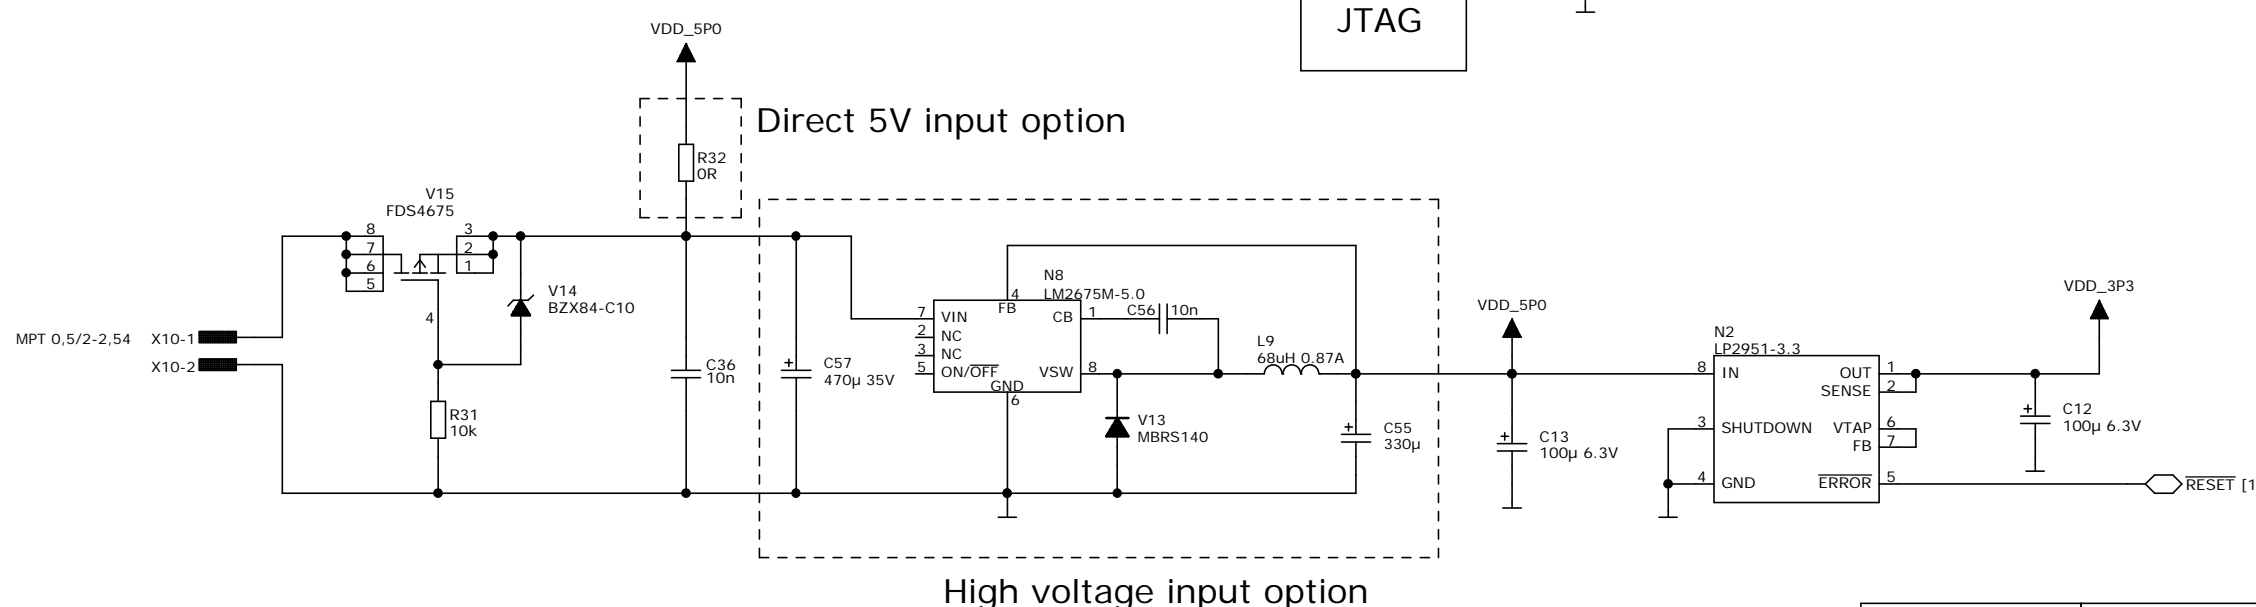 JTAG
VDD_5P0
Direct 5V input option
R32
0R
V15
FDS4675
8
7
6
5
3
2
1
4
V14
BZX84-C10
MPT 0,5/2-2,54
X10-1
X10-2
R31
10k
C36
10n
C57
470µ 35V
N8
LM2675M-5.0
4
FB
7
VIN
2
NC
3
NC
5
ON/OFF
CB
1
VSW
8
GND
6
C56
10n
V13
MBRS140
L9
68uH 0.87A
C55
330µ
VDD_5P0
C13
100µ 6.3V
N2
LP2951-3.3
8
IN
3
SHUTDOWN
4
GND
OUT
1
SENSE
2
VTAP
6
FB
7
ERROR
5
VDD_3P3
C12
100µ 6.3V
RESET [1
High voltage input option